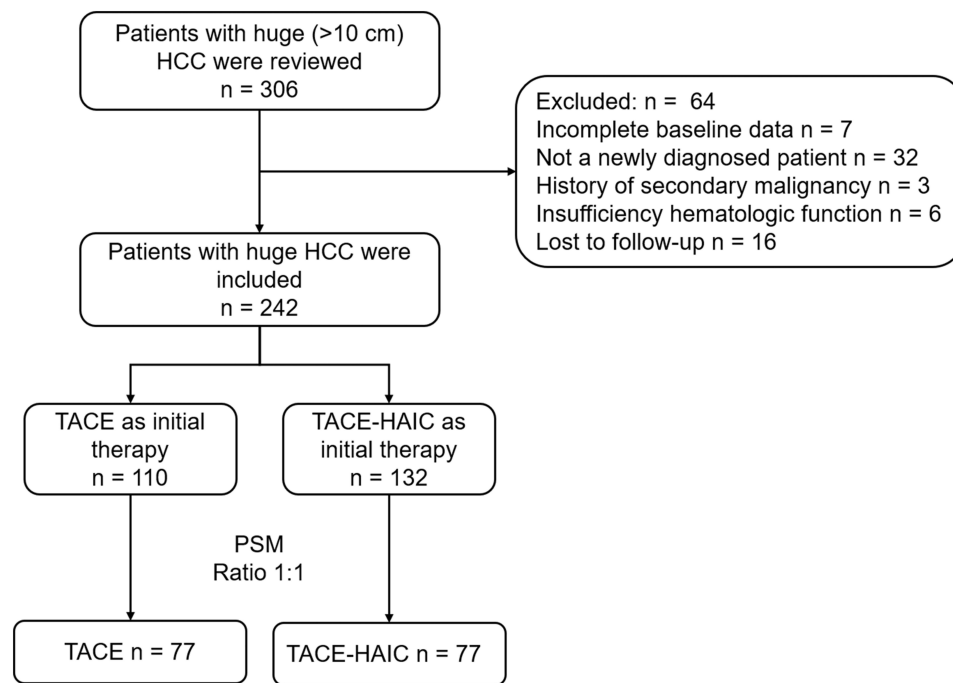 Patients with huge (>10 cm)
HCC were reviewed
n = 306
Excluded: n = 64
Incomplete baseline data n = 7
Not a newly diagnosed patient n = 32
History of secondary malignancy n = 3
Insufficiency hematologic function n = 6
Lost to follow-up n = 16
Patients with huge HCC were
included
n = 242
TACE as initial
therapy
n = 110
TACE-HAIC as
initial therapy
n = 132
PSM
Ratio 1:1
TACE n = 77
TACE-HAIC n = 77